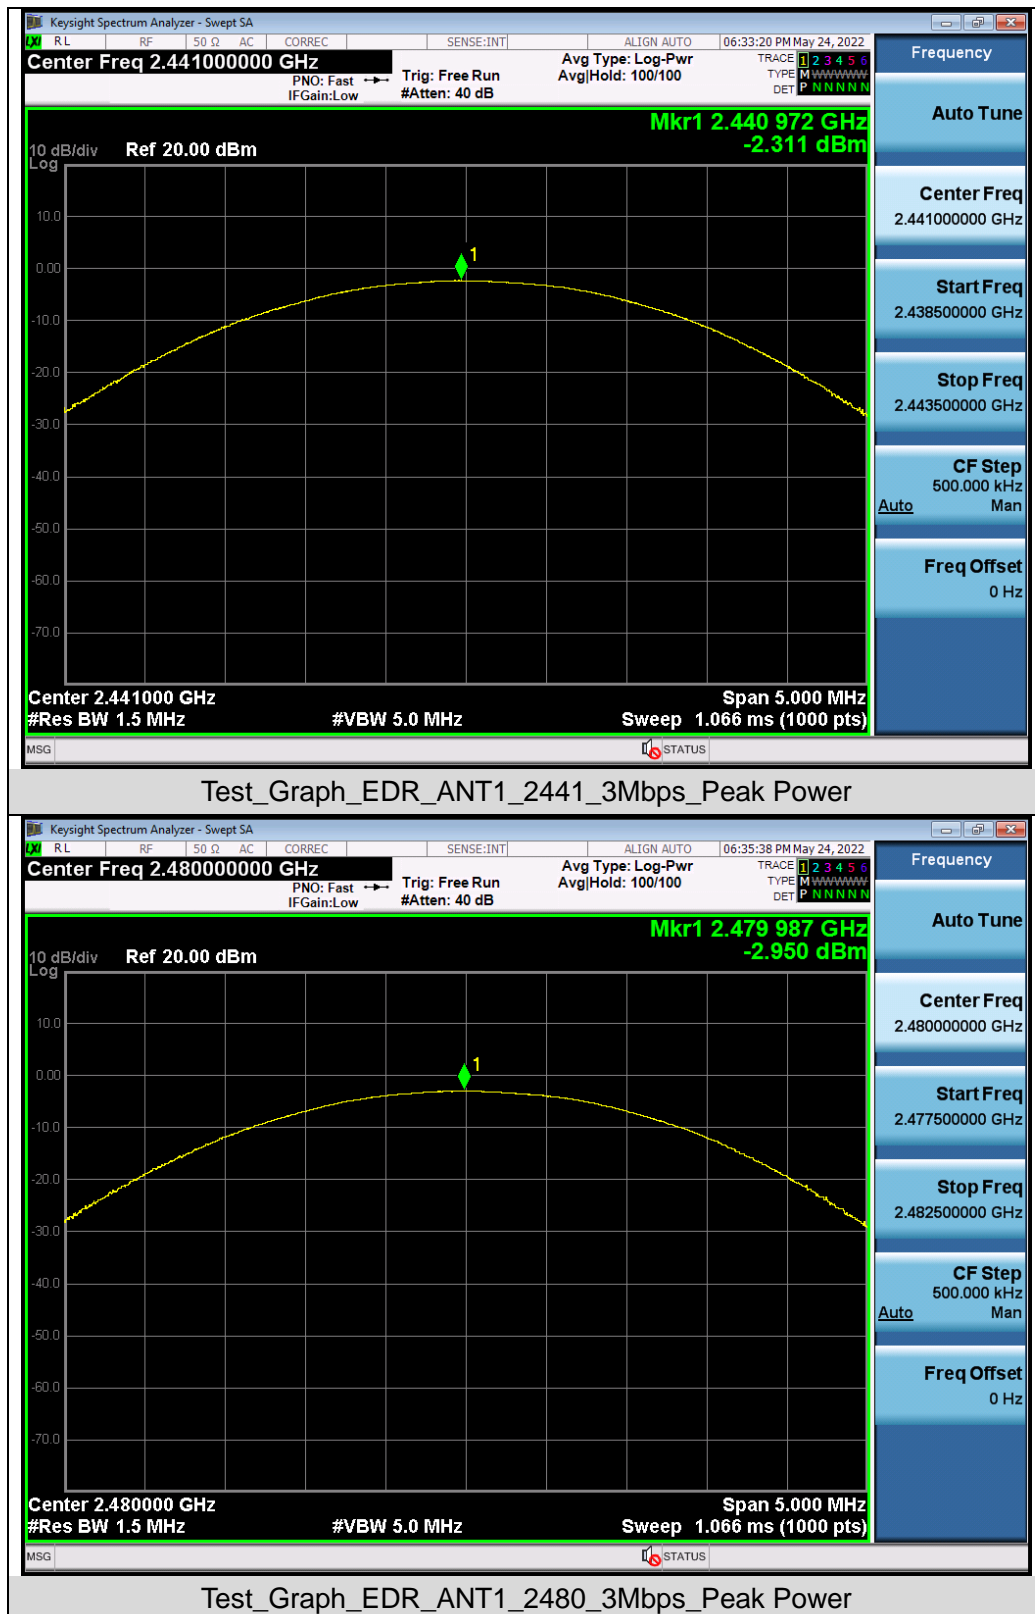 Keysight Spectrum Analyzer - Swept SA
LXI RL RF 50 Ω AC CORREC SENSE:INT ALIGN AUTO 06:33:20 PM May 24, 2022
Center Freq 2.441000000 GHz
PNO: Fast
IFGain:Low
Trig: Free Run
#Atten: 40 dB
Avg Type: Log-Pwr
Avg|Hold: 100/100
TRACE 1 2 3 4 5 6
TYPE M WWWWW
DET P N N N N N
Mkr1 2.440 972 GHz
-2.311 dBm
10 dB/div Ref 20.00 dBm
Log
10.0
1
0.00
-10.0
-20.0
-30.0
-40.0
-50.0
-60.0
-70.0
Center 2.441000 GHz Span 5.000 MHz
#Res BW 1.5 MHz #VBW 5.0 MHz Sweep 1.066 ms (1000 pts)
MSG STATUS
Frequency
Auto Tune
Center Freq
2.441000000 GHz
Start Freq
2.438500000 GHz
Stop Freq
2.443500000 GHz
CF Step
500.000 kHz
Auto Man
Freq Offset
0 Hz
Test_Graph_EDR_ANT1_2441_3Mbps_Peak Power
Keysight Spectrum Analyzer - Swept SA
LXI RL RF 50 Ω AC CORREC SENSE:INT ALIGN AUTO 06:35:38 PM May 24, 2022
Center Freq 2.480000000 GHz
PNO: Fast
IFGain:Low
Trig: Free Run
#Atten: 40 dB
Avg Type: Log-Pwr
Avg|Hold: 100/100
TRACE 1 2 3 4 5 6
TYPE M WWWWW
DET P N N N N N
Mkr1 2.479 987 GHz
-2.950 dBm
10 dB/div Ref 20.00 dBm
Log
10.0
1
0.00
-10.0
-20.0
-30.0
-40.0
-50.0
-60.0
-70.0
Center 2.480000 GHz Span 5.000 MHz
#Res BW 1.5 MHz #VBW 5.0 MHz Sweep 1.066 ms (1000 pts)
MSG STATUS
Frequency
Auto Tune
Center Freq
2.480000000 GHz
Start Freq
2.477500000 GHz
Stop Freq
2.482500000 GHz
CF Step
500.000 kHz
Auto Man
Freq Offset
0 Hz
Test_Graph_EDR_ANT1_2480_3Mbps_Peak Power